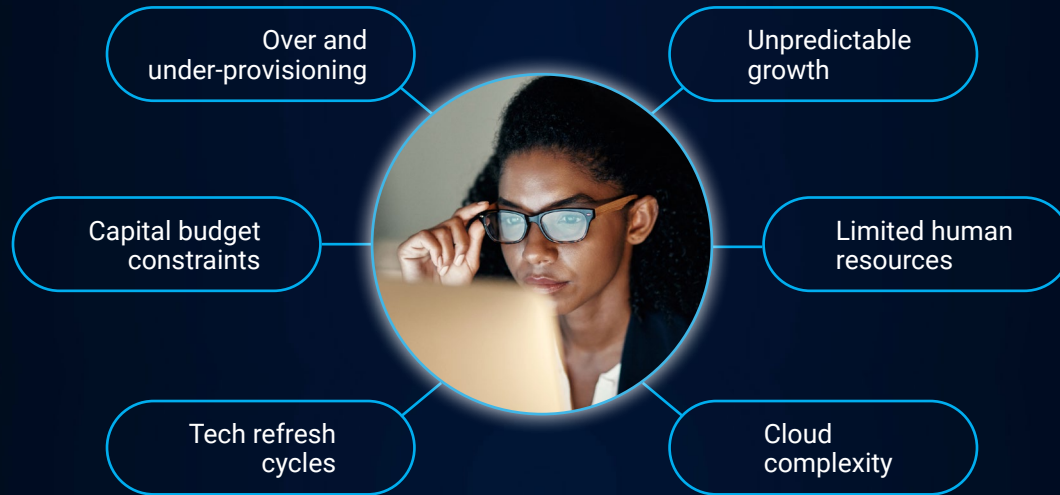 Over and
under-provisioning
Unpredictable
growth
Capital budget
constraints
Limited human
resources
Tech refresh
cycles
Cloud
complexity